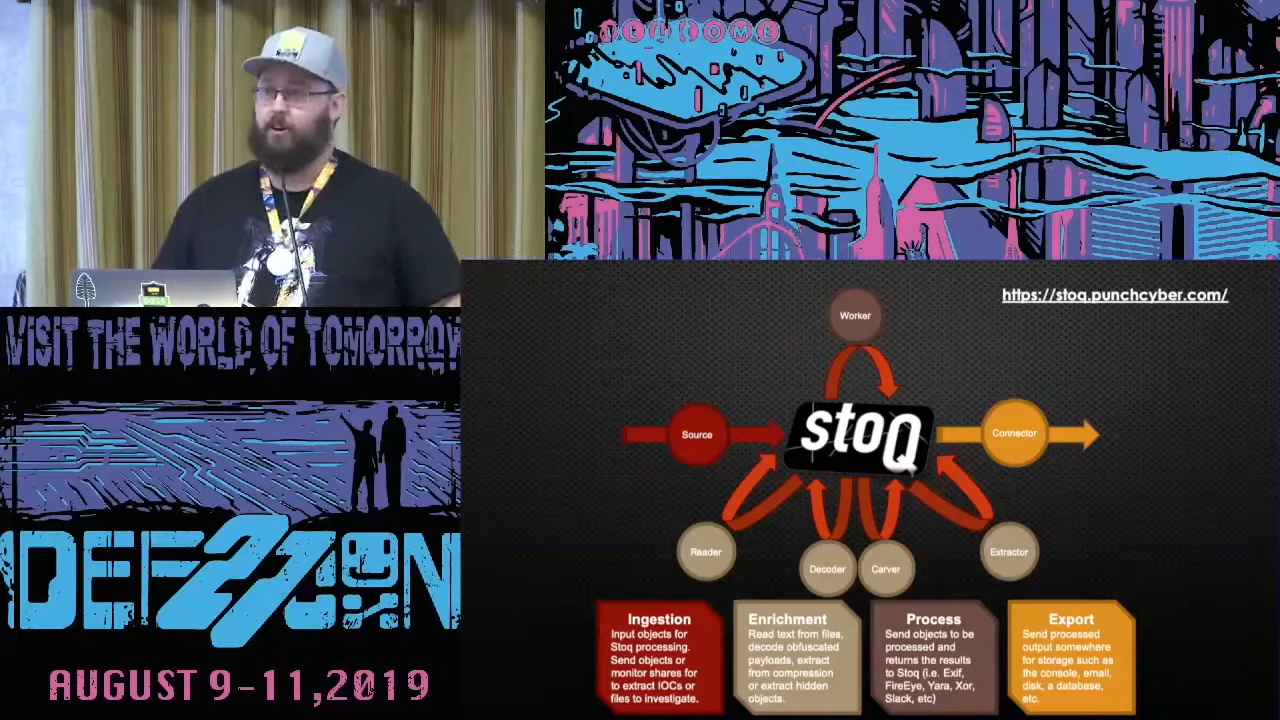 WELCOME
https://stoq.punchcyber.com/
Worker
Source
stoQ
Connector
Reader
Decoder
Carver
Extractor
Ingestion
Input objects for
Stoq processing.
Send objects or
monitor shares for
to extract IOCs or
files to investigate.
Enrichment
Read text from files,
decode obfuscated
payloads, extract
from compression
or extract hidden
objects.
Process
Send objects to be
processed and
returns the results
to Stoq (i.e. Exif,
FireEye, Yara, Xor,
Slack, etc)
Export
Send processed
output somewhere
for storage such as
the console, email,
disk, a database,
etc.
VISIT THE WORLD OF TOMORROW
DEF27CON
AUGUST 9-11,2019